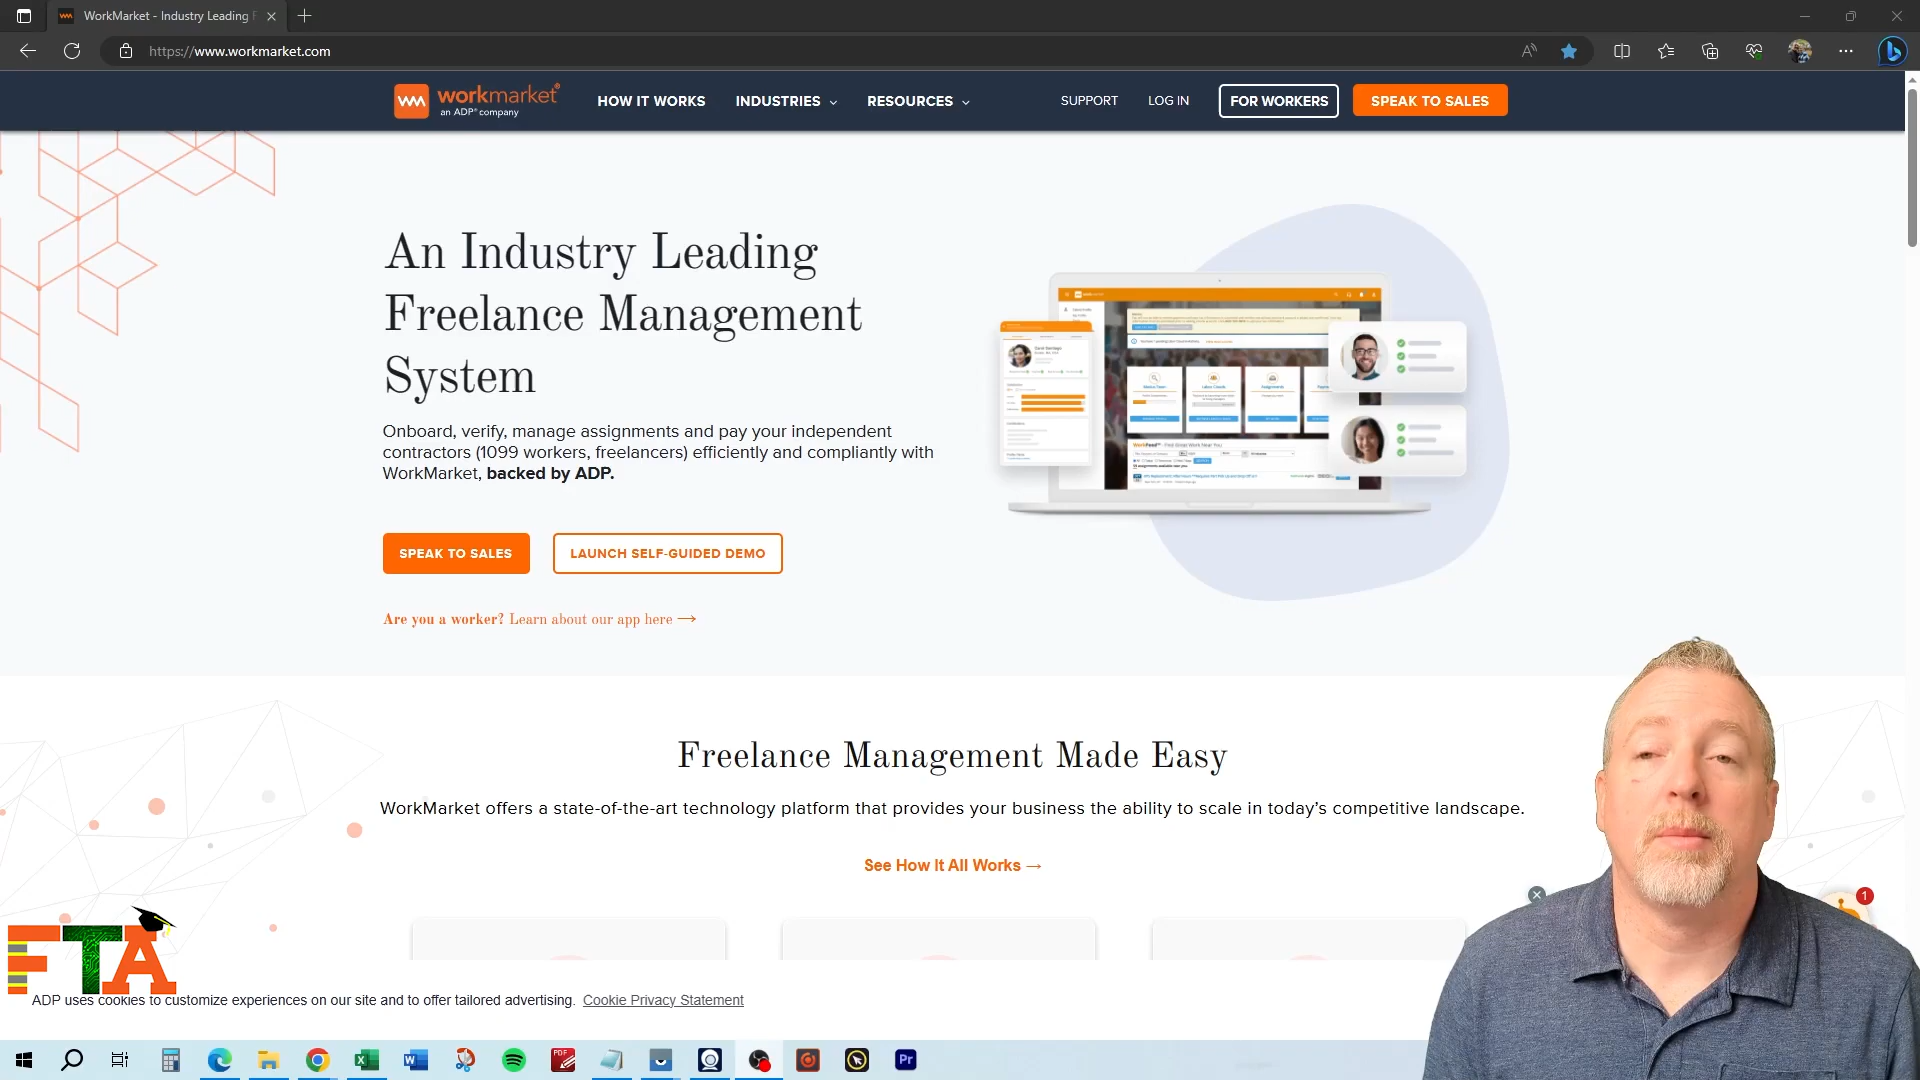 WorkMarket - Industry Leading F
https://www.workmarket.com
workmarket
an ADP company
HOW IT WORKS
INDUSTRIES
RESOURCES
SUPPORT
LOG IN
FOR WORKERS
SPEAK TO SALES
An Industry Leading
Freelance Management
System
Onboard, verify, manage assignments and pay your independent
contractors (1099 workers, freelancers) efficiently and compliantly with
WorkMarket, backed by ADP.
SPEAK TO SALES
LAUNCH SELF-GUIDED DEMO
Are you a worker? Learn about our app here →
Freelance Management Made Easy
WorkMarket offers a state-of-the-art technology platform that provides your business the ability to scale in today’s competitive landscape.
See How It All Works →
1
FTA
ADP uses cookies to customize experiences on our site and to offer tailored advertising. Cookie Privacy Statement
PDF
Pr